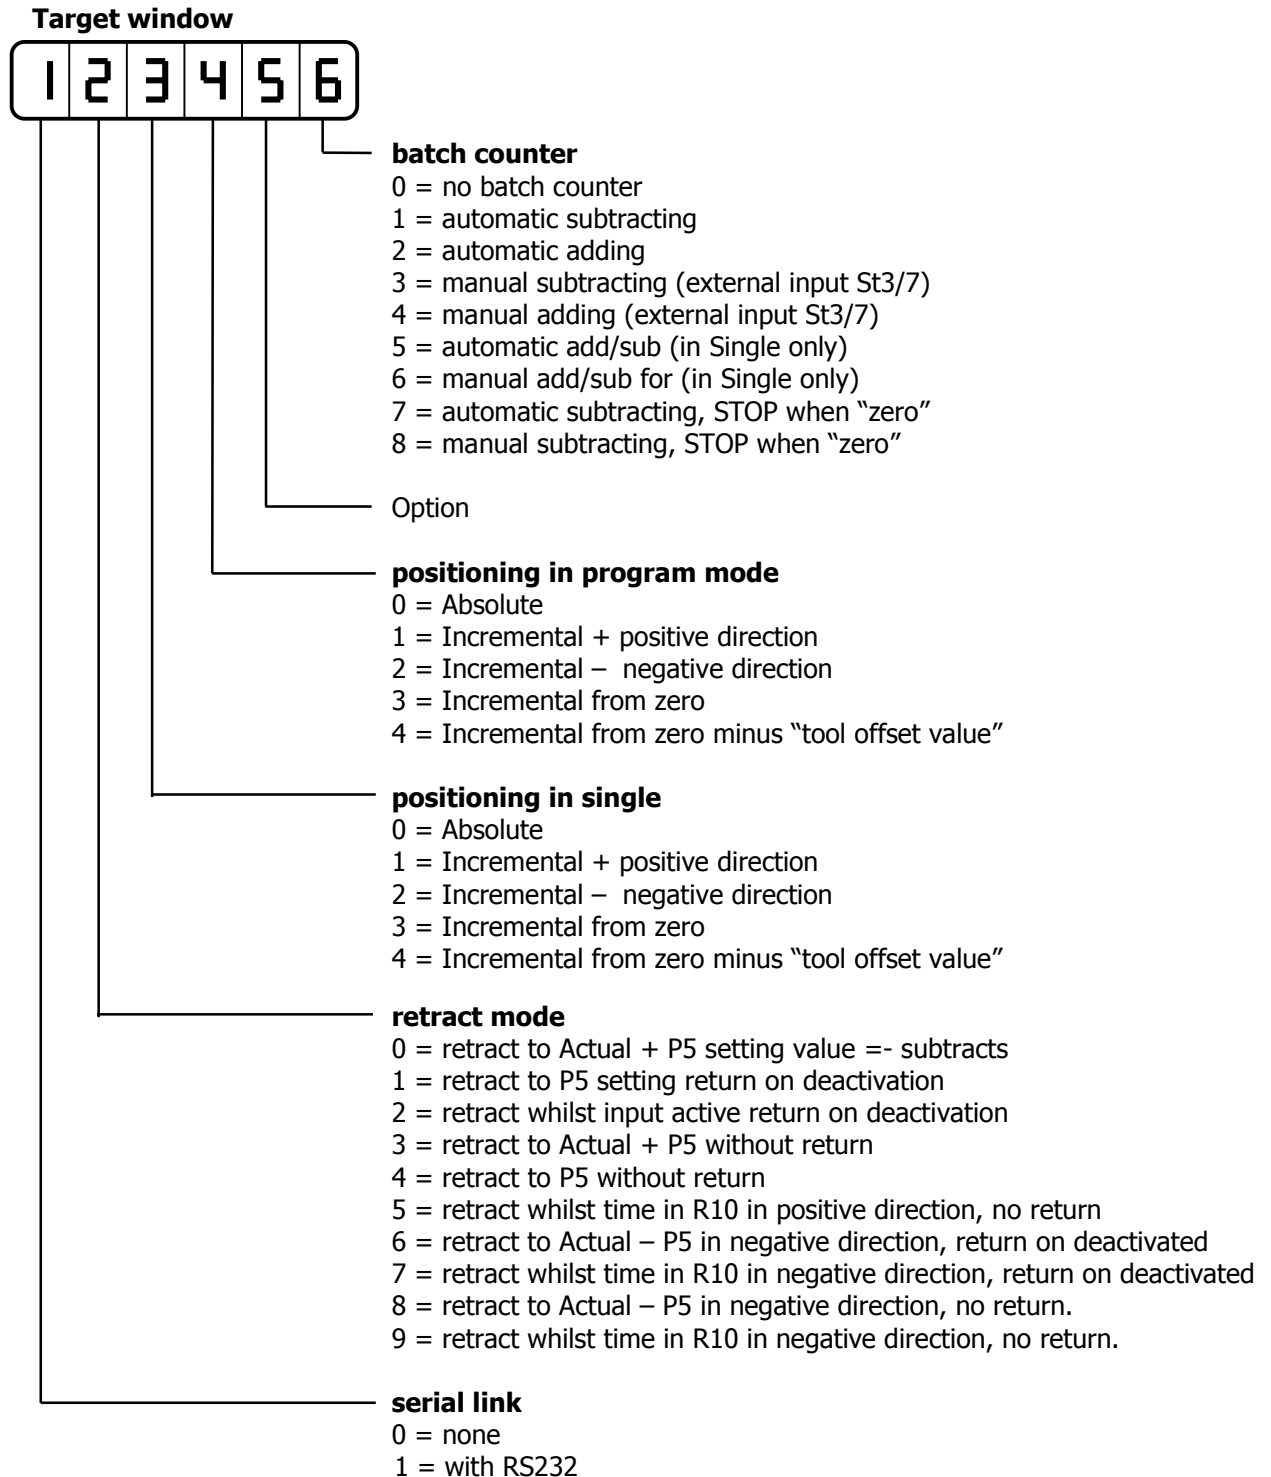 Target window
1 2 3 4 5 6
batch counter
0 = no batch counter
1 = automatic subtracting
2 = automatic adding
3 = manual subtracting (external input St3/7)
4 = manual adding (external input St3/7)
5 = automatic add/sub (in Single only)
6 = manual add/sub for (in Single only)
7 = automatic subtracting, STOP when “zero”
8 = manual subtracting, STOP when “zero”
Option
positioning in program mode
0 = Absolute
1 = Incremental + positive direction
2 = Incremental – negative direction
3 = Incremental from zero
4 = Incremental from zero minus “tool offset value”
positioning in single
0 = Absolute
1 = Incremental + positive direction
2 = Incremental – negative direction
3 = Incremental from zero
4 = Incremental from zero minus “tool offset value”
retract mode
0 = retract to Actual + P5 setting value =- subtracts
1 = retract to P5 setting return on deactivation
2 = retract whilst input active return on deactivation
3 = retract to Actual + P5 without return
4 = retract to P5 without return
5 = retract whilst time in R10 in positive direction, no return
6 = retract to Actual – P5 in negative direction, return on deactivated
7 = retract whilst time in R10 in negative direction, return on deactivated
8 = retract to Actual – P5 in negative direction, no return.
9 = retract whilst time in R10 in negative direction, no return.
serial link
0 = none
1 = with RS232